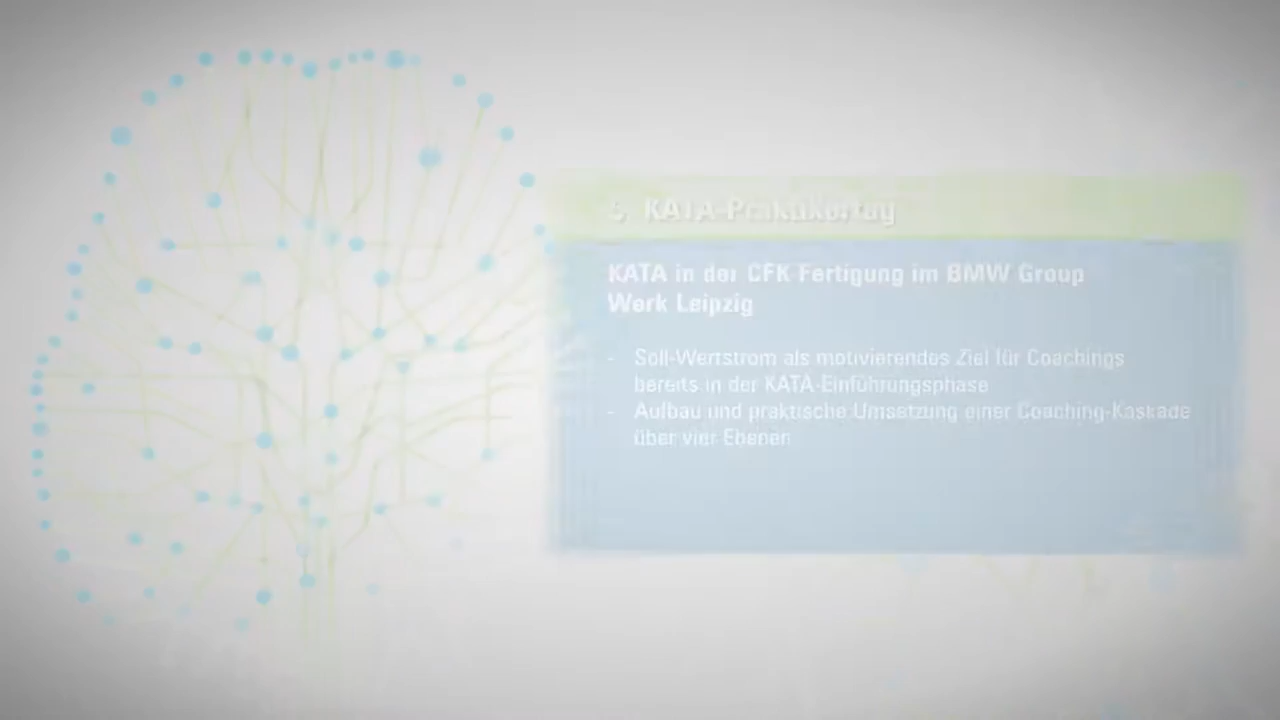 5. KATA-Praktikertag
KATA in der CFK-Fertigung im BMW Group
Werk Leipzig
- Soll-Wertstrom als motivierendes Ziel für Coachings
bereits in der KATA-Einführungsphase
- Aufbau und praktische Umsetzung einer Coaching-Kaskade
über vier Ebenen